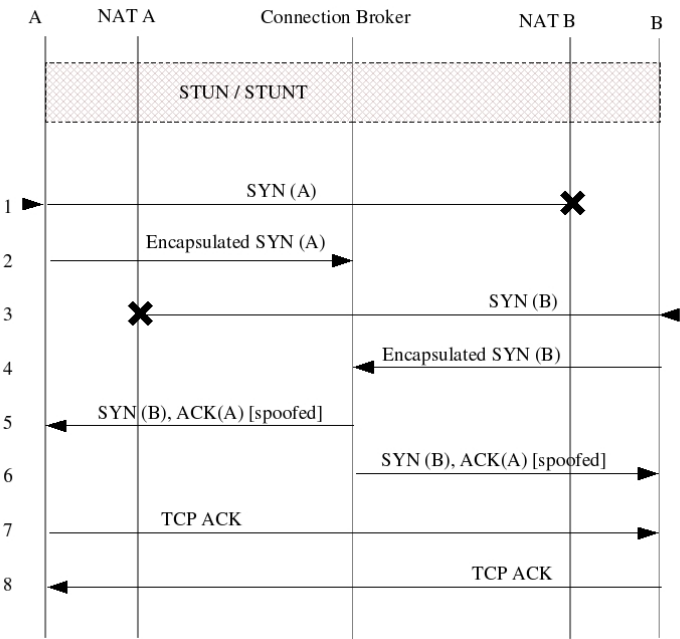 A NAT A Connection Broker NAT B B
STUN / STUNT
1 SYN (A)
2 Encapsulated SYN (A)
3 SYN (B)
4 Encapsulated SYN (B)
5 SYN (B), ACK(A) [spoofed]
6 SYN (B), ACK(A) [spoofed]
7 TCP ACK
8 TCP ACK